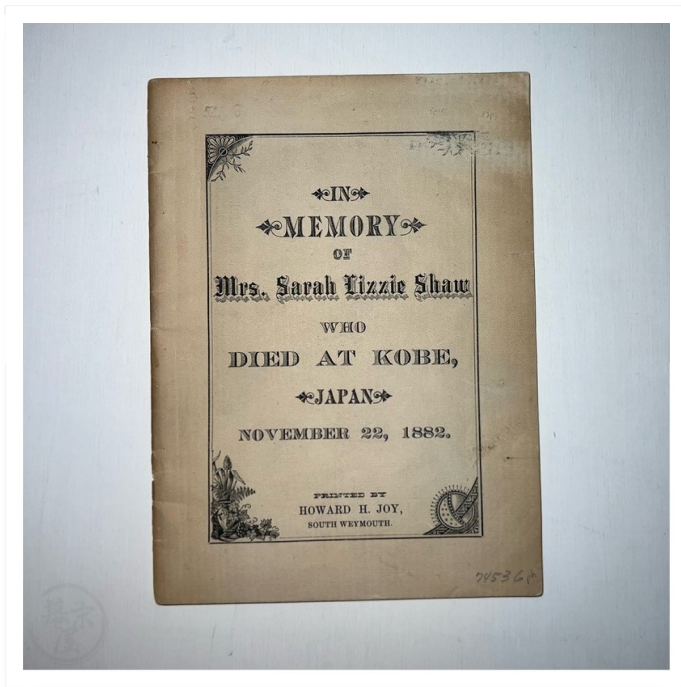 IN
MEMORY
OF
Mrs. Sarah Lizzie Shaw
WHO
DIED AT KOBE,
JAPAN
NOVEMBER 22, 1882.
PRINTED BY
HOWARD H. JOY,
SOUTH WEYMOUTH.